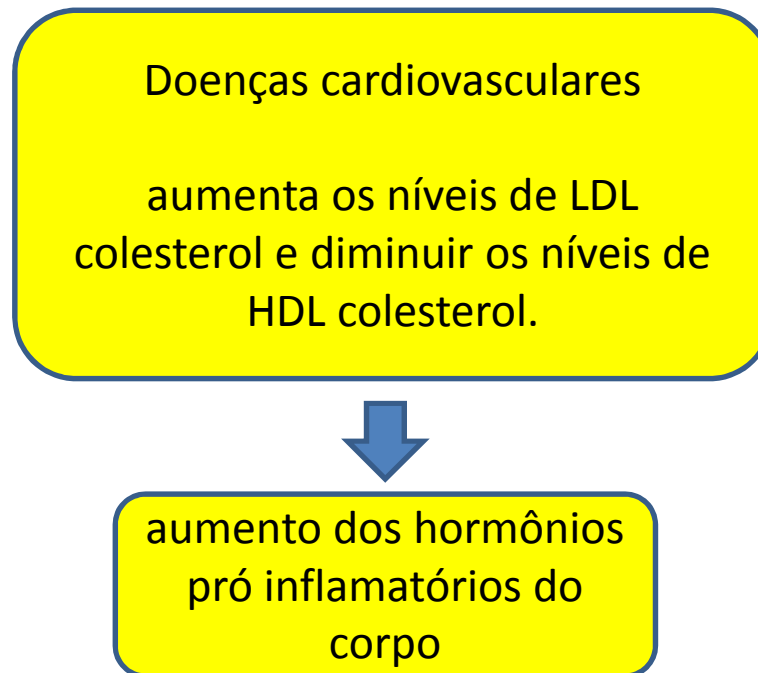 Doenças cardiovasculares
aumenta os níveis de LDL
colesterol e diminuir os níveis de
HDL colesterol.
aumento dos hormônios
pró inflamatórios do
corpo